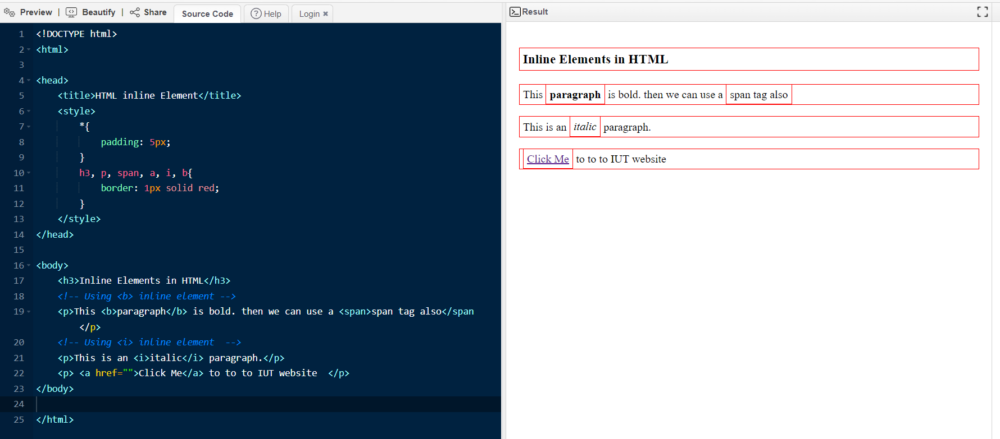 Preview | Beautify | Share Source Code ? Help Login ×
1 <!DOCTYPE html>
2 <html>
3
4 <head>
5 <title>HTML inline Element</title>
6 <style>
7 *{
8 padding: 5px;
9 }
10 h3, p, span, a, i, b{
11 border: 1px solid red;
12 }
13 </style>
14 </head>
15
16 <body>
17 <h3>Inline Elements in HTML</h3>
18 <!-- Using <b> inline element -->
19 <p>This <b>paragraph</b> is bold. then we can use a <span>span tag also</span
</p>
20 <!-- Using <i> inline element  -->
21 <p>This is an <i>italic</i> paragraph.</p>
22 <p> <a href="">Click Me</a> to to to IUT website  </p>
23 </body>
24
25 </html>
Result
Inline Elements in HTML
This paragraph is bold. then we can use a span tag also
This is an italic paragraph.
Click Me to to to IUT website